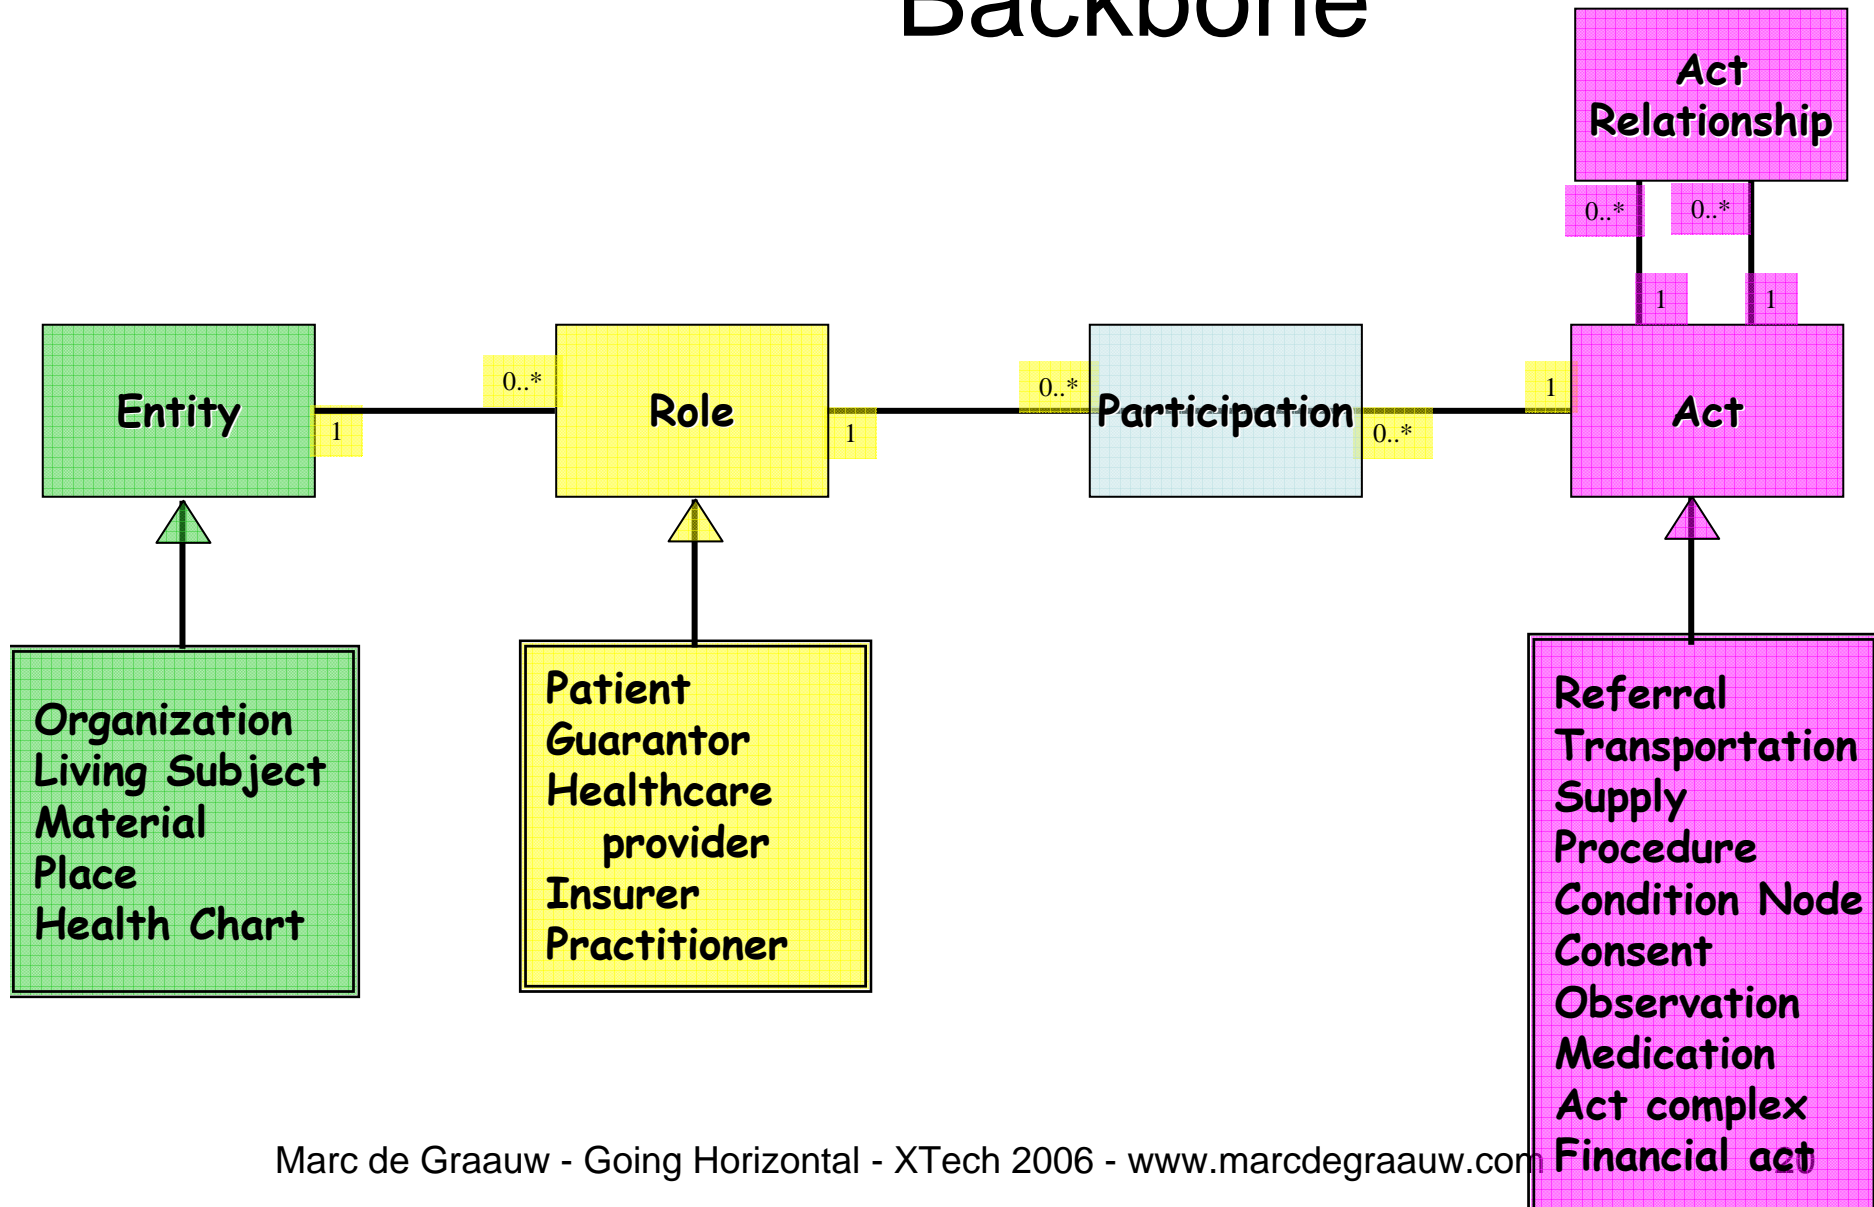 Backbone
Act
Relationship
0..*
0..*
1
1
Entity
1
0..*
Role
1
0..*
Participation
0..*
1
Act
Organization
Living Subject
Material
Place
Health Chart
Patient
Guarantor
Healthcare
provider
Insurer
Practitioner
Referral
Transportation
Supply
Procedure
Condition Node
Consent
Observation
Medication
Act complex
Financial act
Marc de Graauw - Going Horizontal - XTech 2006 - www.marcdegraauw.com